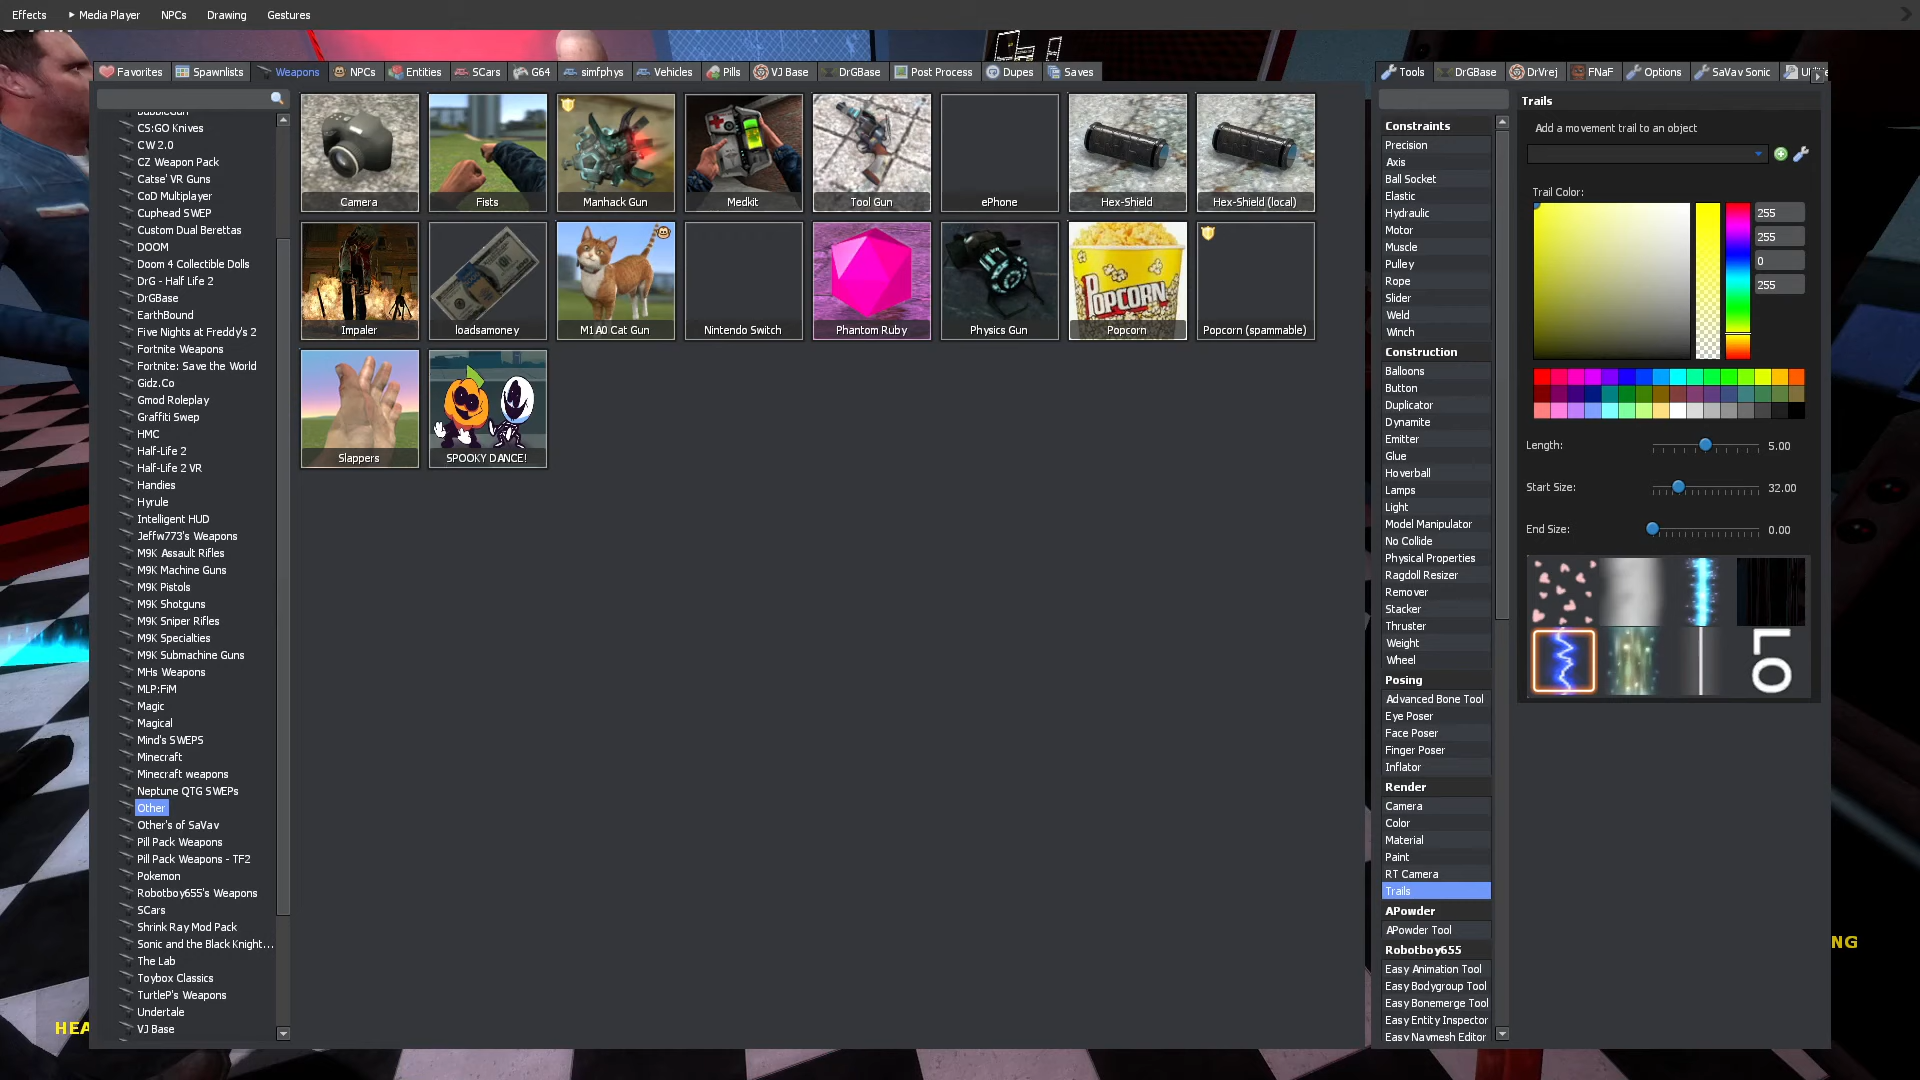 Effects Media Player NPCs Drawing Gestures
Favorites Spawnlists Weapons NPCs Entities SCars G64 simfphys Vehicles Pills VJ Base DrGBase Post Process Dupes Saves
CS:GO Knives
CW 2.0
CZ Weapon Pack
Catse' VR Guns
CoD Multiplayer
Cuphead SWEP
Custom Dual Berettas
DOOM
Doom 4 Collectible Dolls
DrG - Half Life 2
DrGBase
EarthBound
Five Nights at Freddy's 2
Fortnite Weapons
Fortnite: Save the World
Gidz.Co
Gmod Roleplay
Graffiti Swep
HMC
Half-Life 2
Half-Life 2 VR
Handies
Hyrule
Intelligent HUD
Jeffw773's Weapons
M9K Assault Rifles
M9K Machine Guns
M9K Pistols
M9K Shotguns
M9K Sniper Rifles
M9K Specialties
M9K Submachine Guns
MHs Weapons
MLP:FiM
Magic
Magical
Mind's SWEPS
Minecraft
Minecraft weapons
Neptune QTG SWEPs
Other
Other's of SaVav
Pill Pack Weapons
Pill Pack Weapons - TF2
Pokemon
Robotboy655's Weapons
SCars
Shrink Ray Mod Pack
Sonic and the Black Knight...
The Lab
Toybox Classics
TurtleP's Weapons
Undertale
VJ Base
Camera Fists Manhack Gun Medkit Tool Gun ePhone Hex-Shield Hex-Shield (local)
Impaler loadsamoney M1A0 Cat Gun Nintendo Switch Phantom Ruby Physics Gun POPCORN Popcorn Popcorn (spammable)
Slappers SPOOKY DANCE!
Tools DrGBase DrVrej FNaF Options SaVav Sonic
Constraints
Precision
Axis
Ball Socket
Elastic
Hydraulic
Motor
Muscle
Pulley
Rope
Slider
Weld
Winch
Construction
Balloons
Button
Duplicator
Dynamite
Emitter
Glue
Hoverball
Lamps
Light
Model Manipulator
No Collide
Physical Properties
Ragdoll Resizer
Remover
Stacker
Thruster
Weight
Wheel
Posing
Advanced Bone Tool
Eye Poser
Face Poser
Finger Poser
Inflator
Render
Camera
Color
Material
Paint
RT Camera
Trails
APowder
APowder Tool
Robotboy655
Easy Animation Tool
Easy Bodygroup Tool
Easy Bonemerge Tool
Easy Entity Inspector
Easy Navmesh Editor
Trails
Add a movement trail to an object
Trail Color:
255
255
0
255
Length: 5.00
Start Size: 32.00
End Size: 0.00
LO
HEA
NG